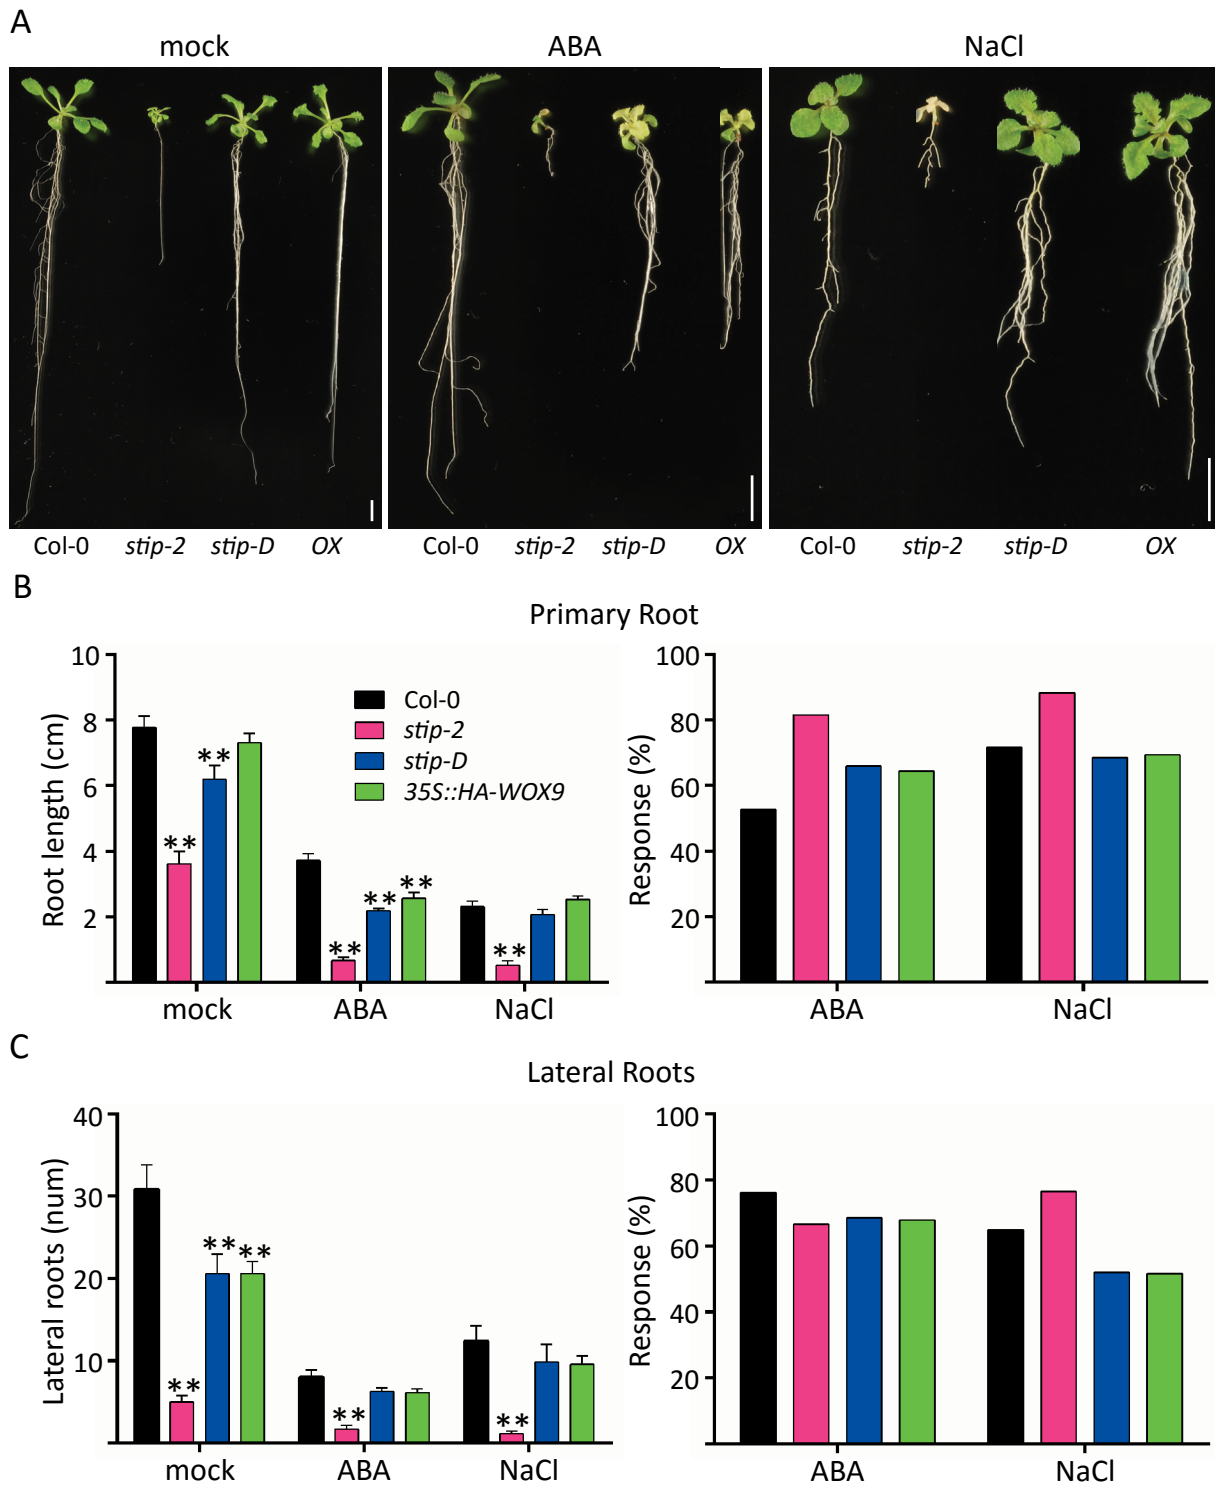 A
mock ABA NaCl
Col-0 stip-2 stip-D OX Col-0 stip-2 stip-D OX Col-0 stip-2 stip-D OX
B
Primary Root
Root length (cm)
10
8
6
4
2
Col-0
stip-2
stip-D
35S::HA-WOX9
** ** ** ** ** **
mock ABA NaCl
Response (%)
100
80
60
40
20
ABA NaCl
C
Lateral Roots
Lateral roots (num)
40
30
20
10
** ** ** ** **
mock ABA NaCl
Response (%)
100
80
60
40
20
ABA NaCl